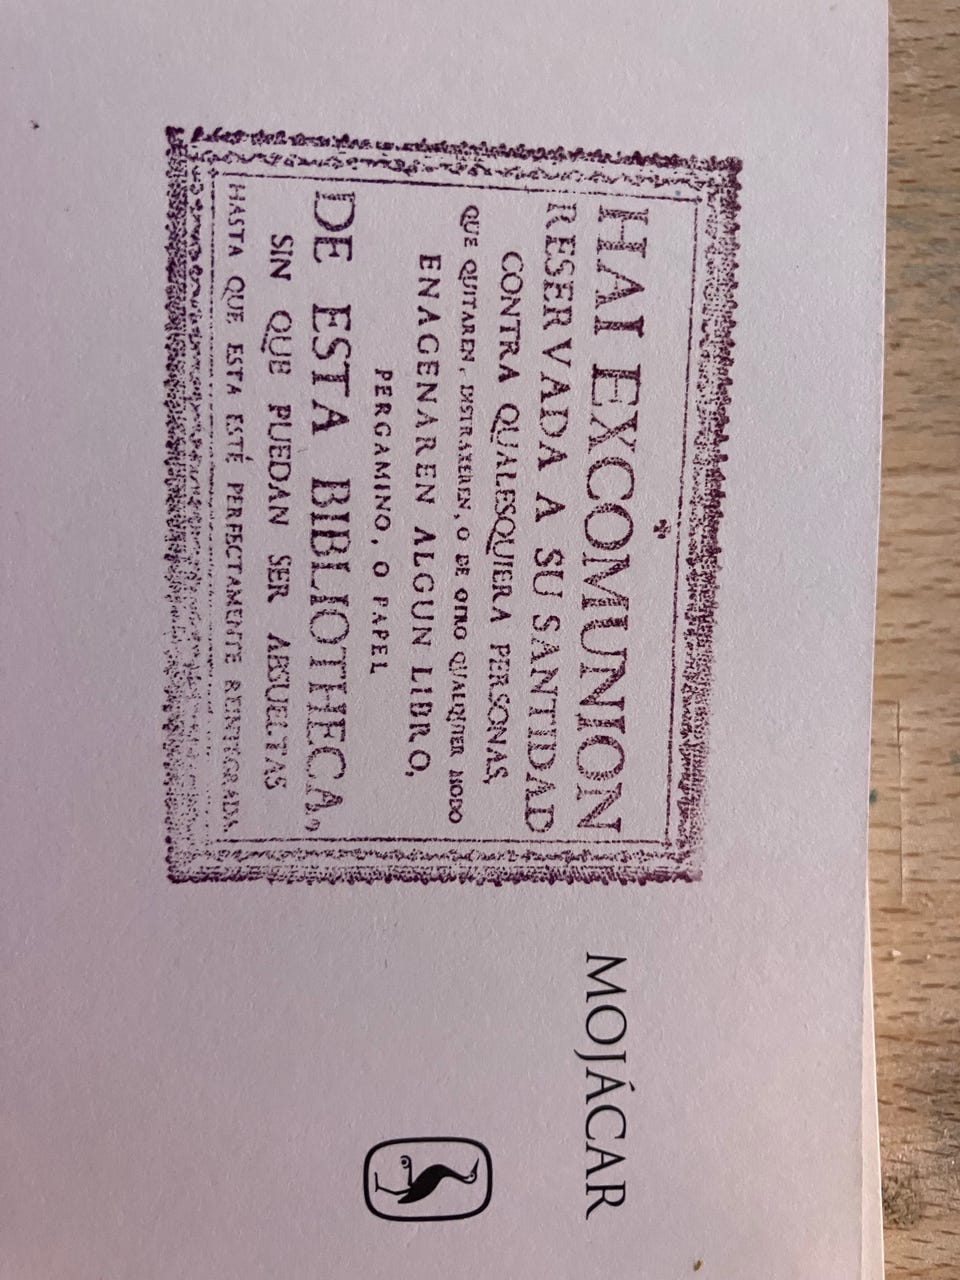 HAI EXCOMUNION
RESERVADA A SU SANTIDAD
CONTRA QUALESQUIERA PERSONAS,
QUE QUITAREN, DISTRAXEREN, O DE OTRO QUALQUIER MODO
ENAGENAREN ALGUN LIBRO,
PERGAMINO, O PAPEL
DE ESTA BIBLIOTHECA,
SIN QUE PUEDAN SER ABSUELTAS
HASTA QUE ESTA ESTÉ PERFECTAMENTE REINTEGRADA.
MOJÁCAR